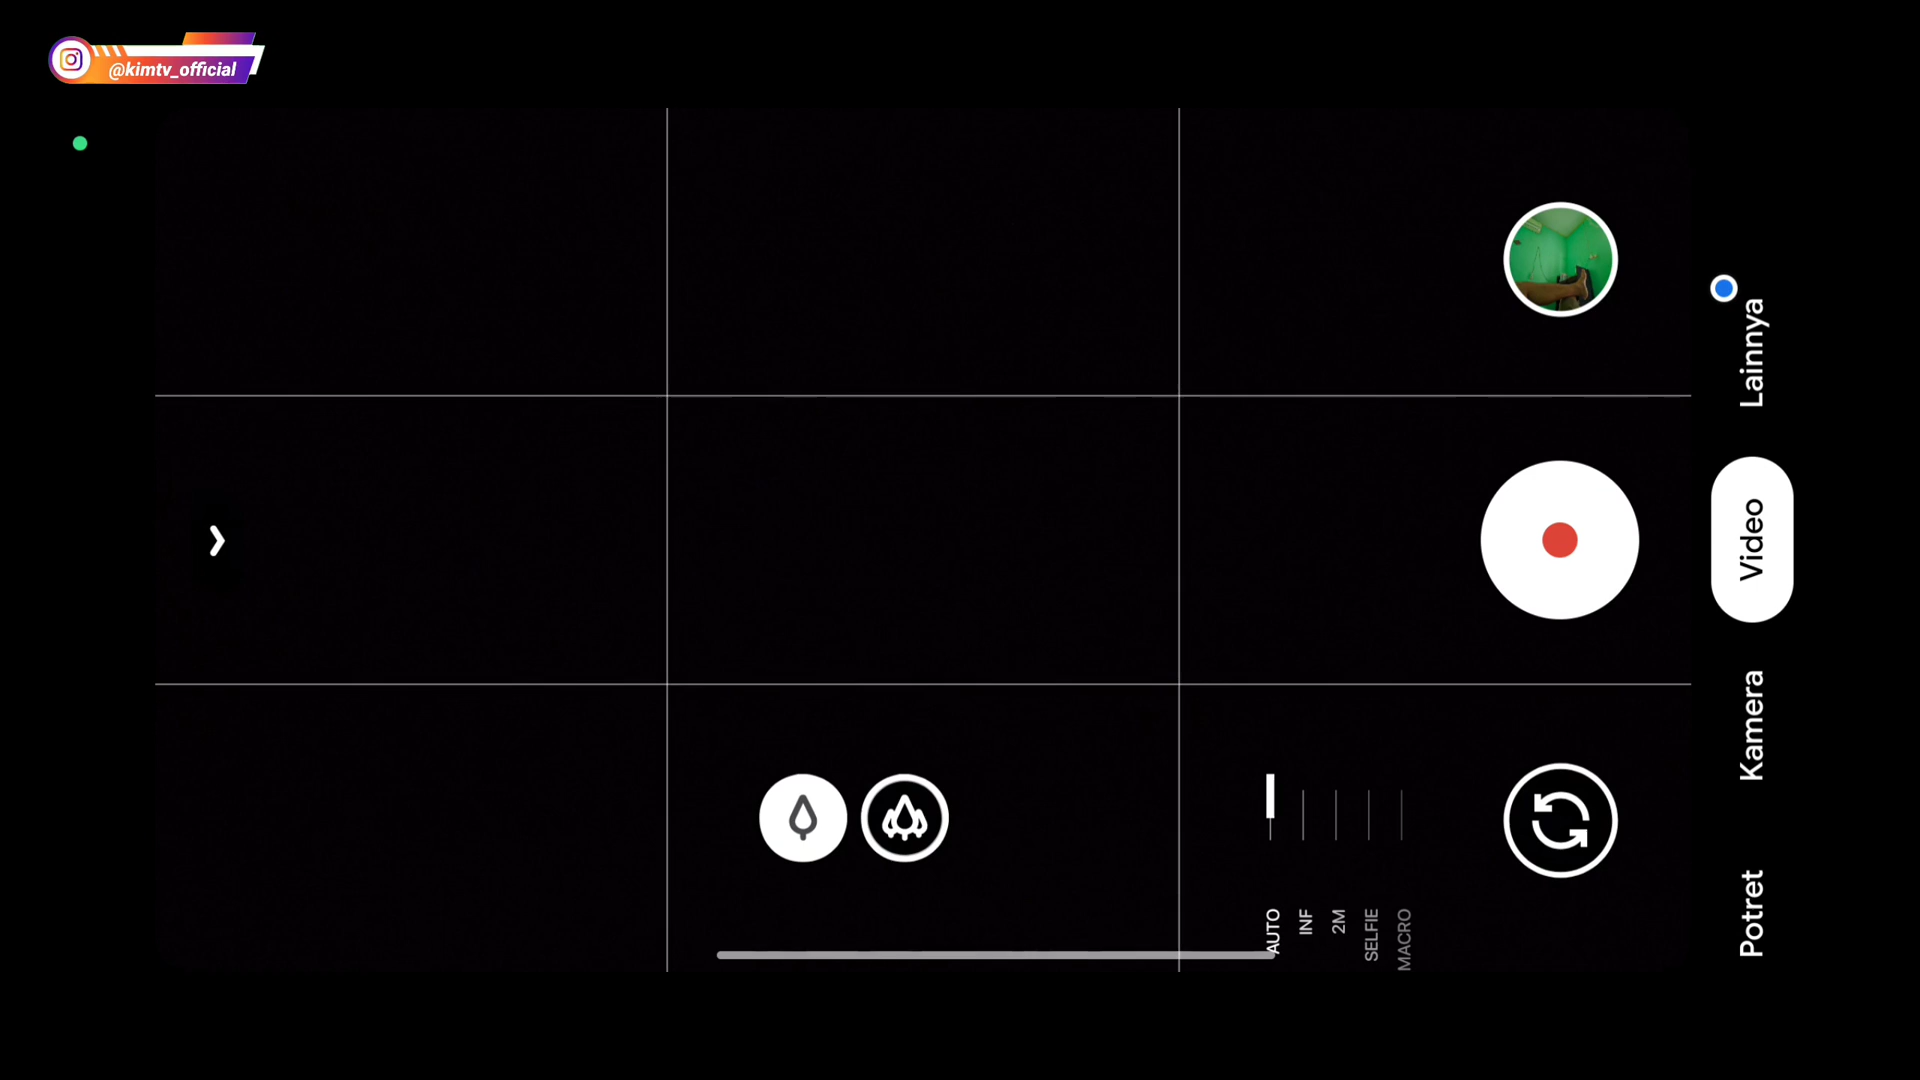 @kimtv_official
Lainnya
Video
Kamera
Potret
AUTO
INF
2M
SELFIE
MACRO